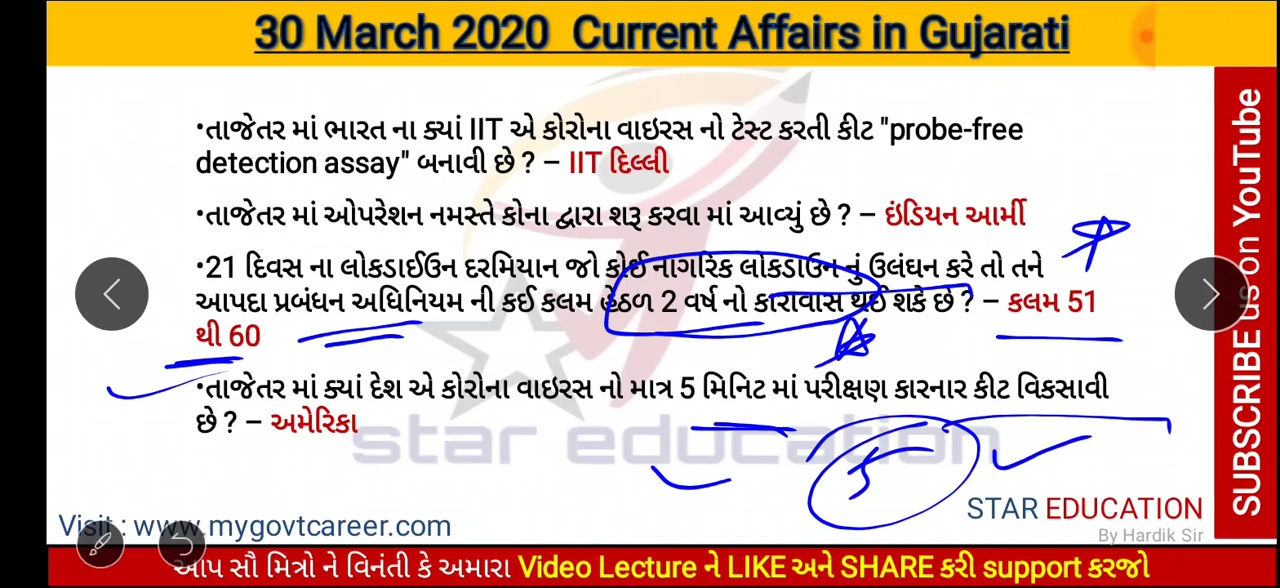 30 March 2020 Current Affairs in Gujarati
•તાજેતર માં ભારત ના ક્યાં IIT એ કોરોના વાઇરસ નો ટેસ્ટ કરતી કીટ "probe-free
detection assay" બનાવી છે ? – IIT દિલ્લી
•તાજેતર માં ઓપરેશન નમસ્તે કોના દ્વારા શરૂ કરવા માં આવ્યું છે ? – ઇંડિયન આર્મી
•21 દિવસ ના લોકડાઈઉન દરમિયાન જો કોઈ નાગરિક લોકડાઉન નું ઉલંઘન કરે તો તને
આપદા પ્રબંધન અધિનિયમ ની કઈ કલમ હેઠળ 2 વર્ષ નો કારાવાસ થઈ શકે છે ? – કલમ 51
થી 60
•તાજેતર માં ક્યાં દેશ એ કોરોના વાઇરસ નો માત્ર 5 મિનિટ માં પરીક્ષણ કારનાર કીટ વિકસાવી
છે ? – અમેરિકા
star education
5
STAR EDUCATION
By Hardik Sir
Visit : www.mygovtcareer.com
આપ સૌ મિત્રો ને વિનંતી કે અમારા Video Lecture ને LIKE અને SHARE કરી support કરજો
SUBSCRIBE us on YouTube